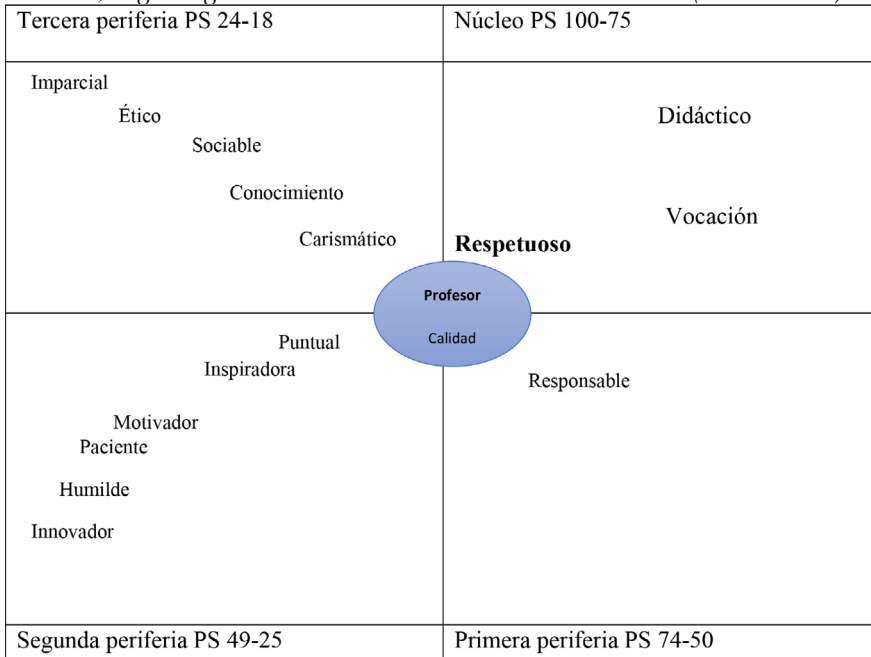 Tercera periferia PS 24-18
Núcleo PS 100-75
Imparcial
Ético
Sociable
Conocimiento
Carismático
Didáctico
Vocación
Respetuoso
Profesor
Calidad
Puntual
Inspiradora
Motivador
Paciente
Humilde
Innovador
Responsable
Segunda periferia PS 49-25
Primera periferia PS 74-50